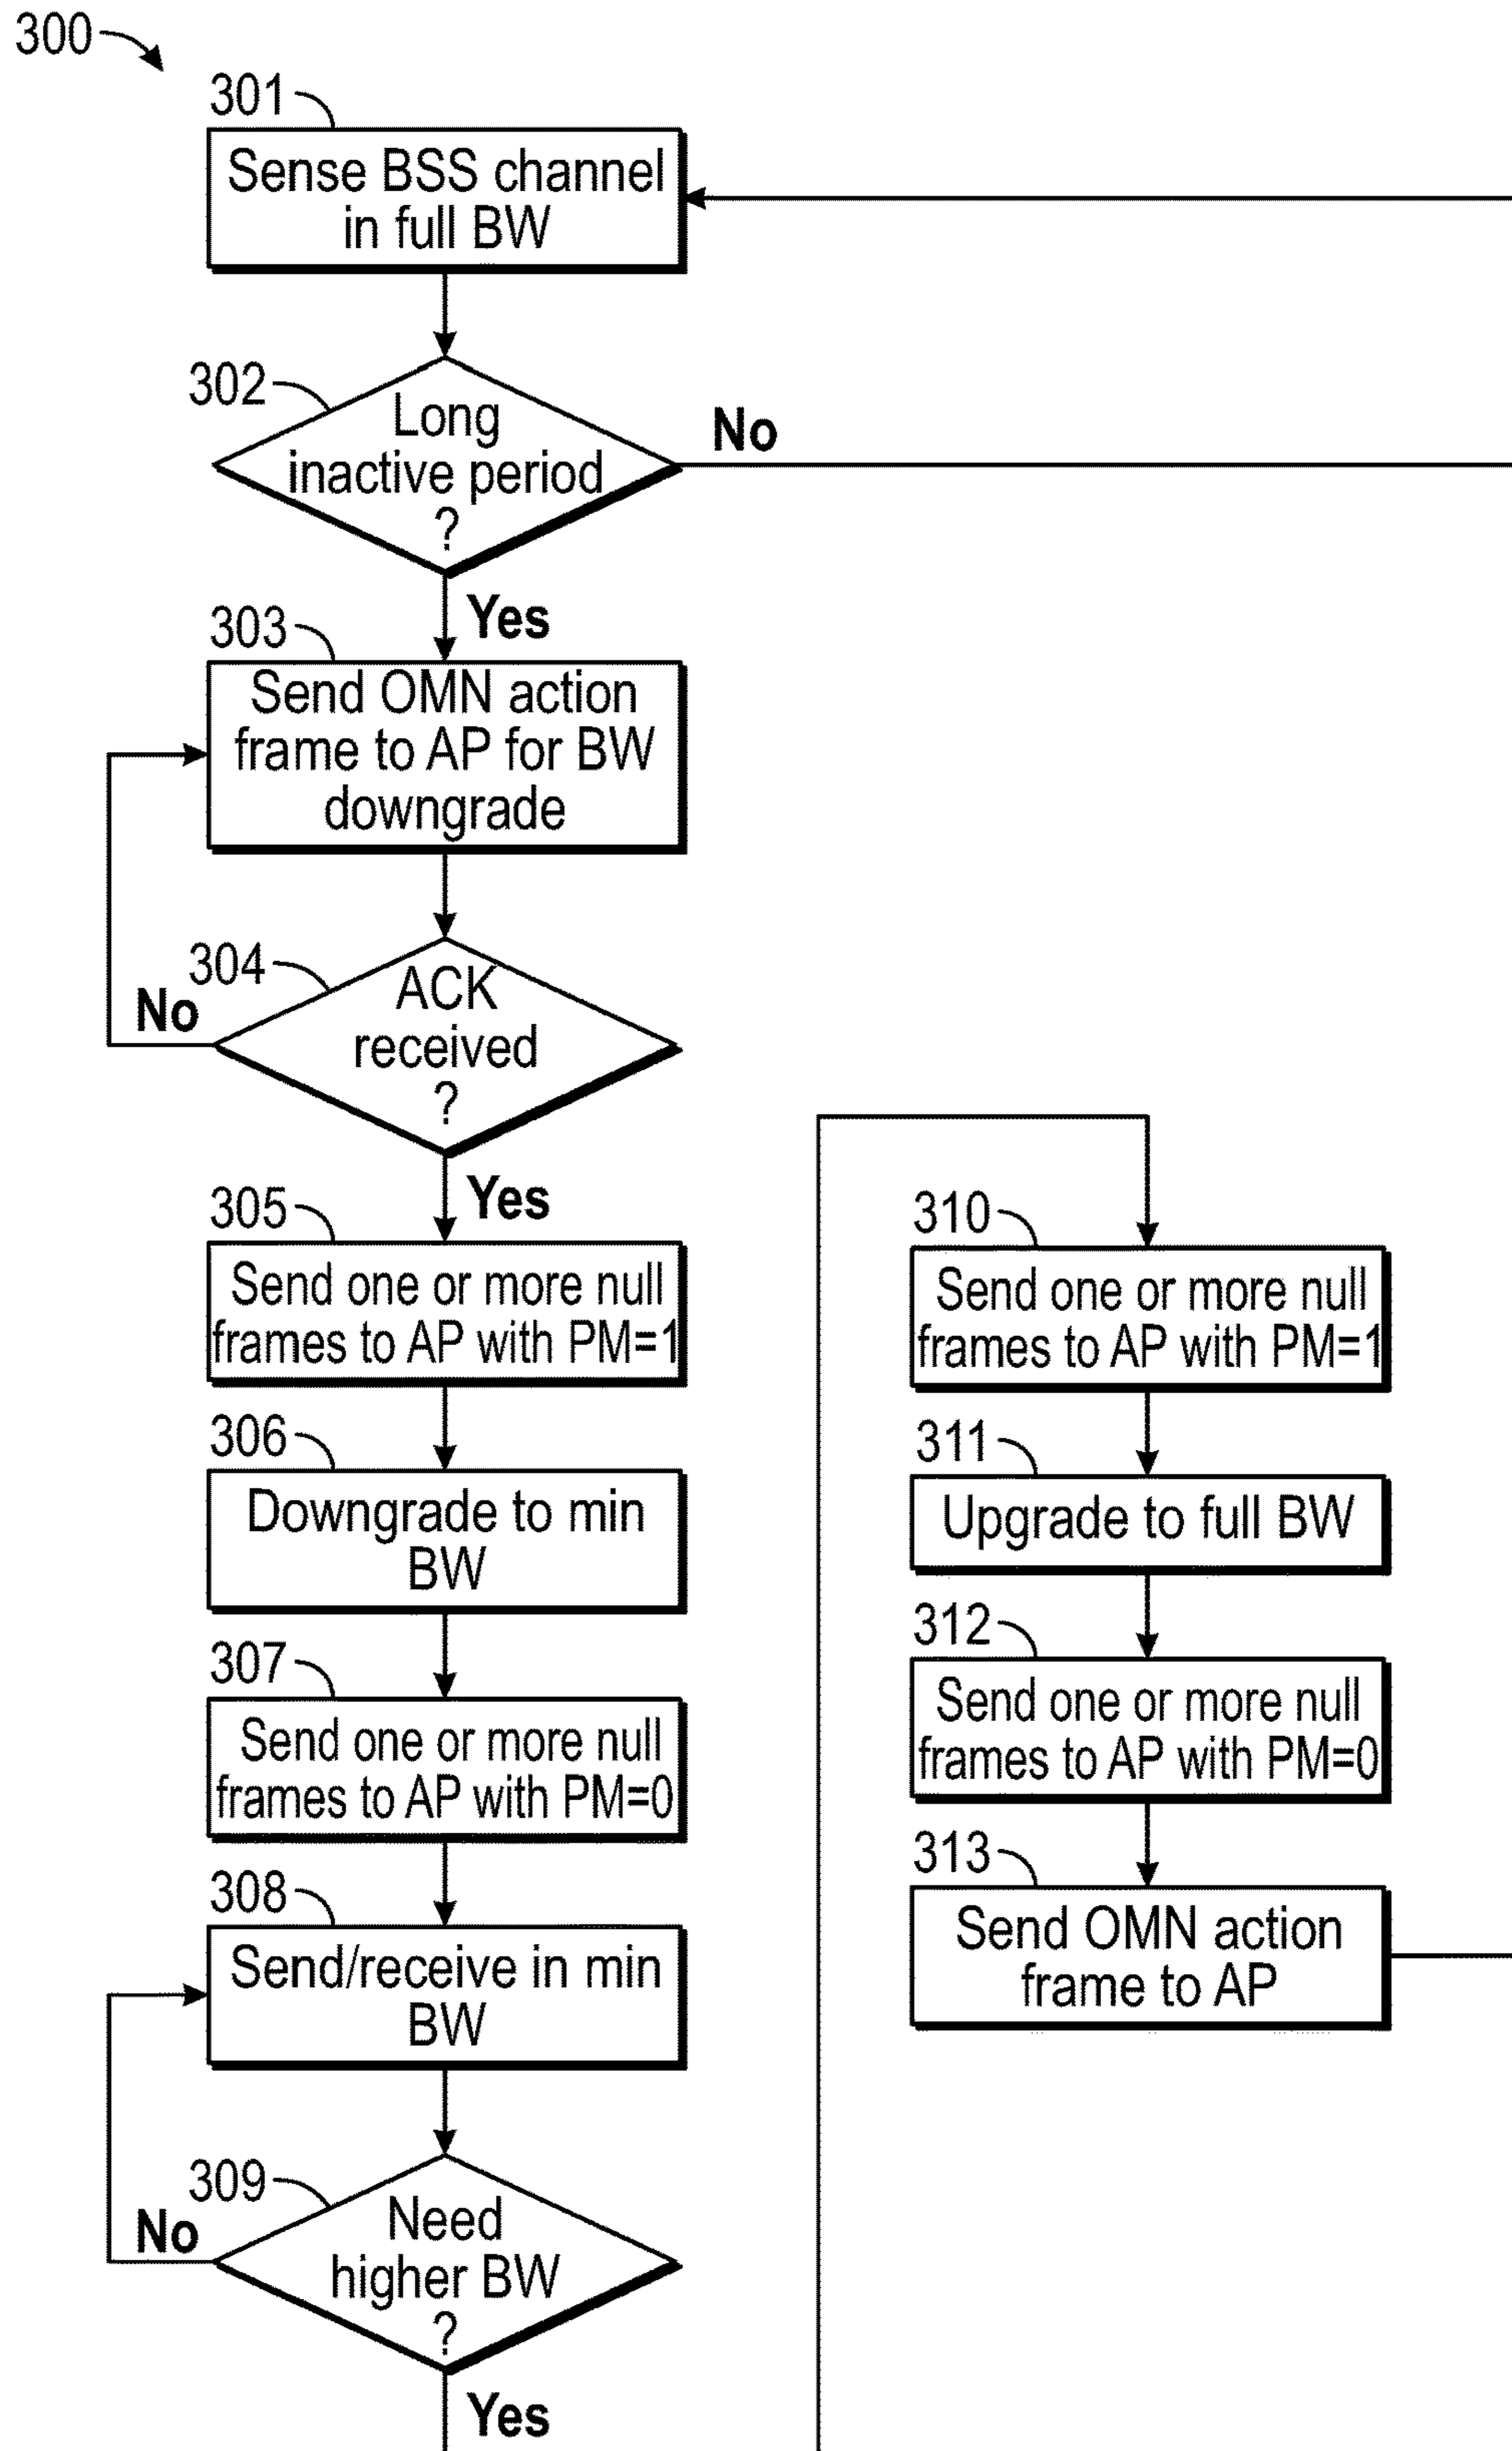 300
301
Sense BSS channel
in full BW
302
Long
inactive period
?
No
Yes
303
Send OMN action
frame to AP for BW
downgrade
304
ACK
received
?
No
Yes
305
Send one or more null
frames to AP with PM=1
306
Downgrade to min
BW
307
Send one or more null
frames to AP with PM=0
308
Send/receive in min
BW
309
Need
higher BW
?
No
Yes
310
Send one or more null
frames to AP with PM=1
311
Upgrade to full BW
312
Send one or more null
frames to AP with PM=0
313
Send OMN action
frame to AP